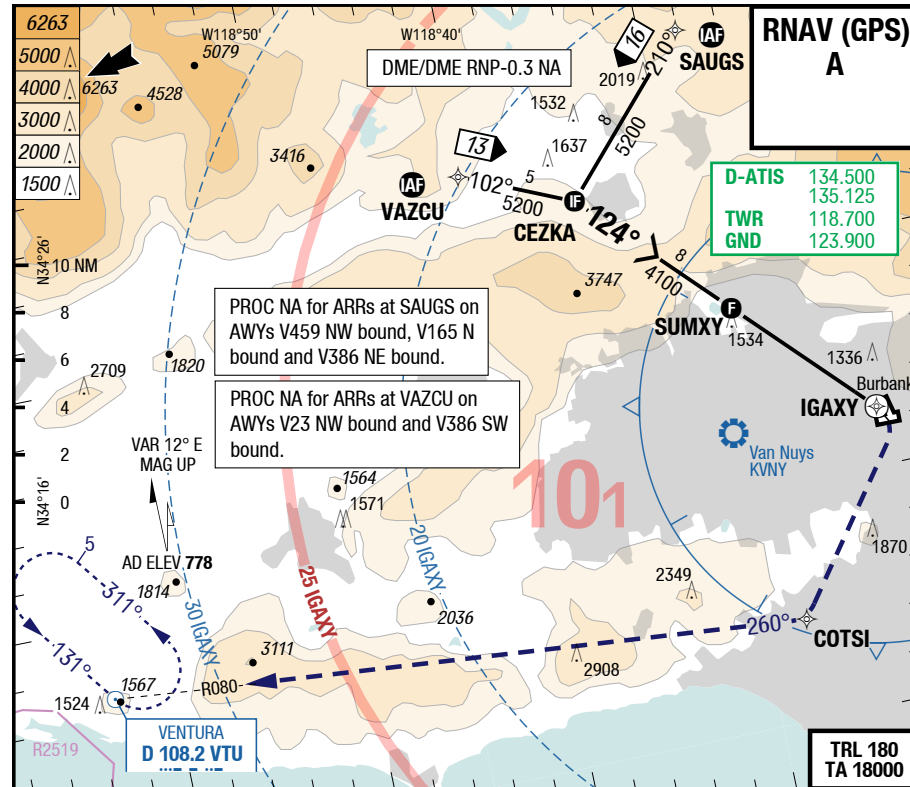 6263
5000
4000
3000
2000
1500
6263
W118°50'
5079
4528
3416
W118°40'
DME/DME RNP-0.3 NA
16
210°
IAF
SAUGS
2019
1532
1637
8
5200
RNAV (GPS)
A
D-ATIS 134.500
135.125
TWR 118.700
GND 123.900
13
102°
5
5200
IAF
VAZCU
IF
CEZKA
124°
8
4100
3747
F
SUMXY
1534
1336
Burbank
IGAXY
N34°26'
10 NM
8
6
4
2
0
N34°16'
PROC NA for ARRs at SAUGS on
AWYs V459 NW bound, V165 N
bound and V386 NE bound.
PROC NA for ARRs at VAZCU on
AWYs V23 NW bound and V386 SW
bound.
1820
2709
VAR 12° E
MAG UP
AD ELEV 778
1814
1564
1571
101
Van Nuys
KVNY
1870
2349
20 IGAXY
25 IGAXY
30 IGAXY
2036
5
311°
131°
3111
R080
260°
COTSI
2908
1524
1567
VENTURA
D 108.2 VTU
R2519
TRL 180
TA 18000